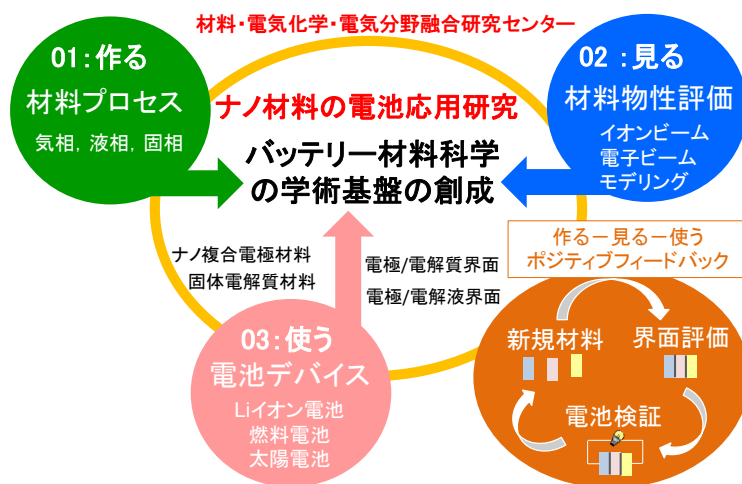 材料・電気化学・電気分野融合研究センター
01：作る
材料プロセス
気相，液相，固相
02：見る
材料物性評価
イオンビーム
電子ビーム
モデリング
ナノ材料の電池応用研究
バッテリー材料科学
の学術基盤の創成
ナノ複合電極材料
固体電解質材料
電極/電解質界面
電極/電解液界面
作る－見る－使う
ポジティブフィードバック
03：使う
電池デバイス
Liイオン電池
燃料電池
太陽電池
新規材料
界面評価
電池検証